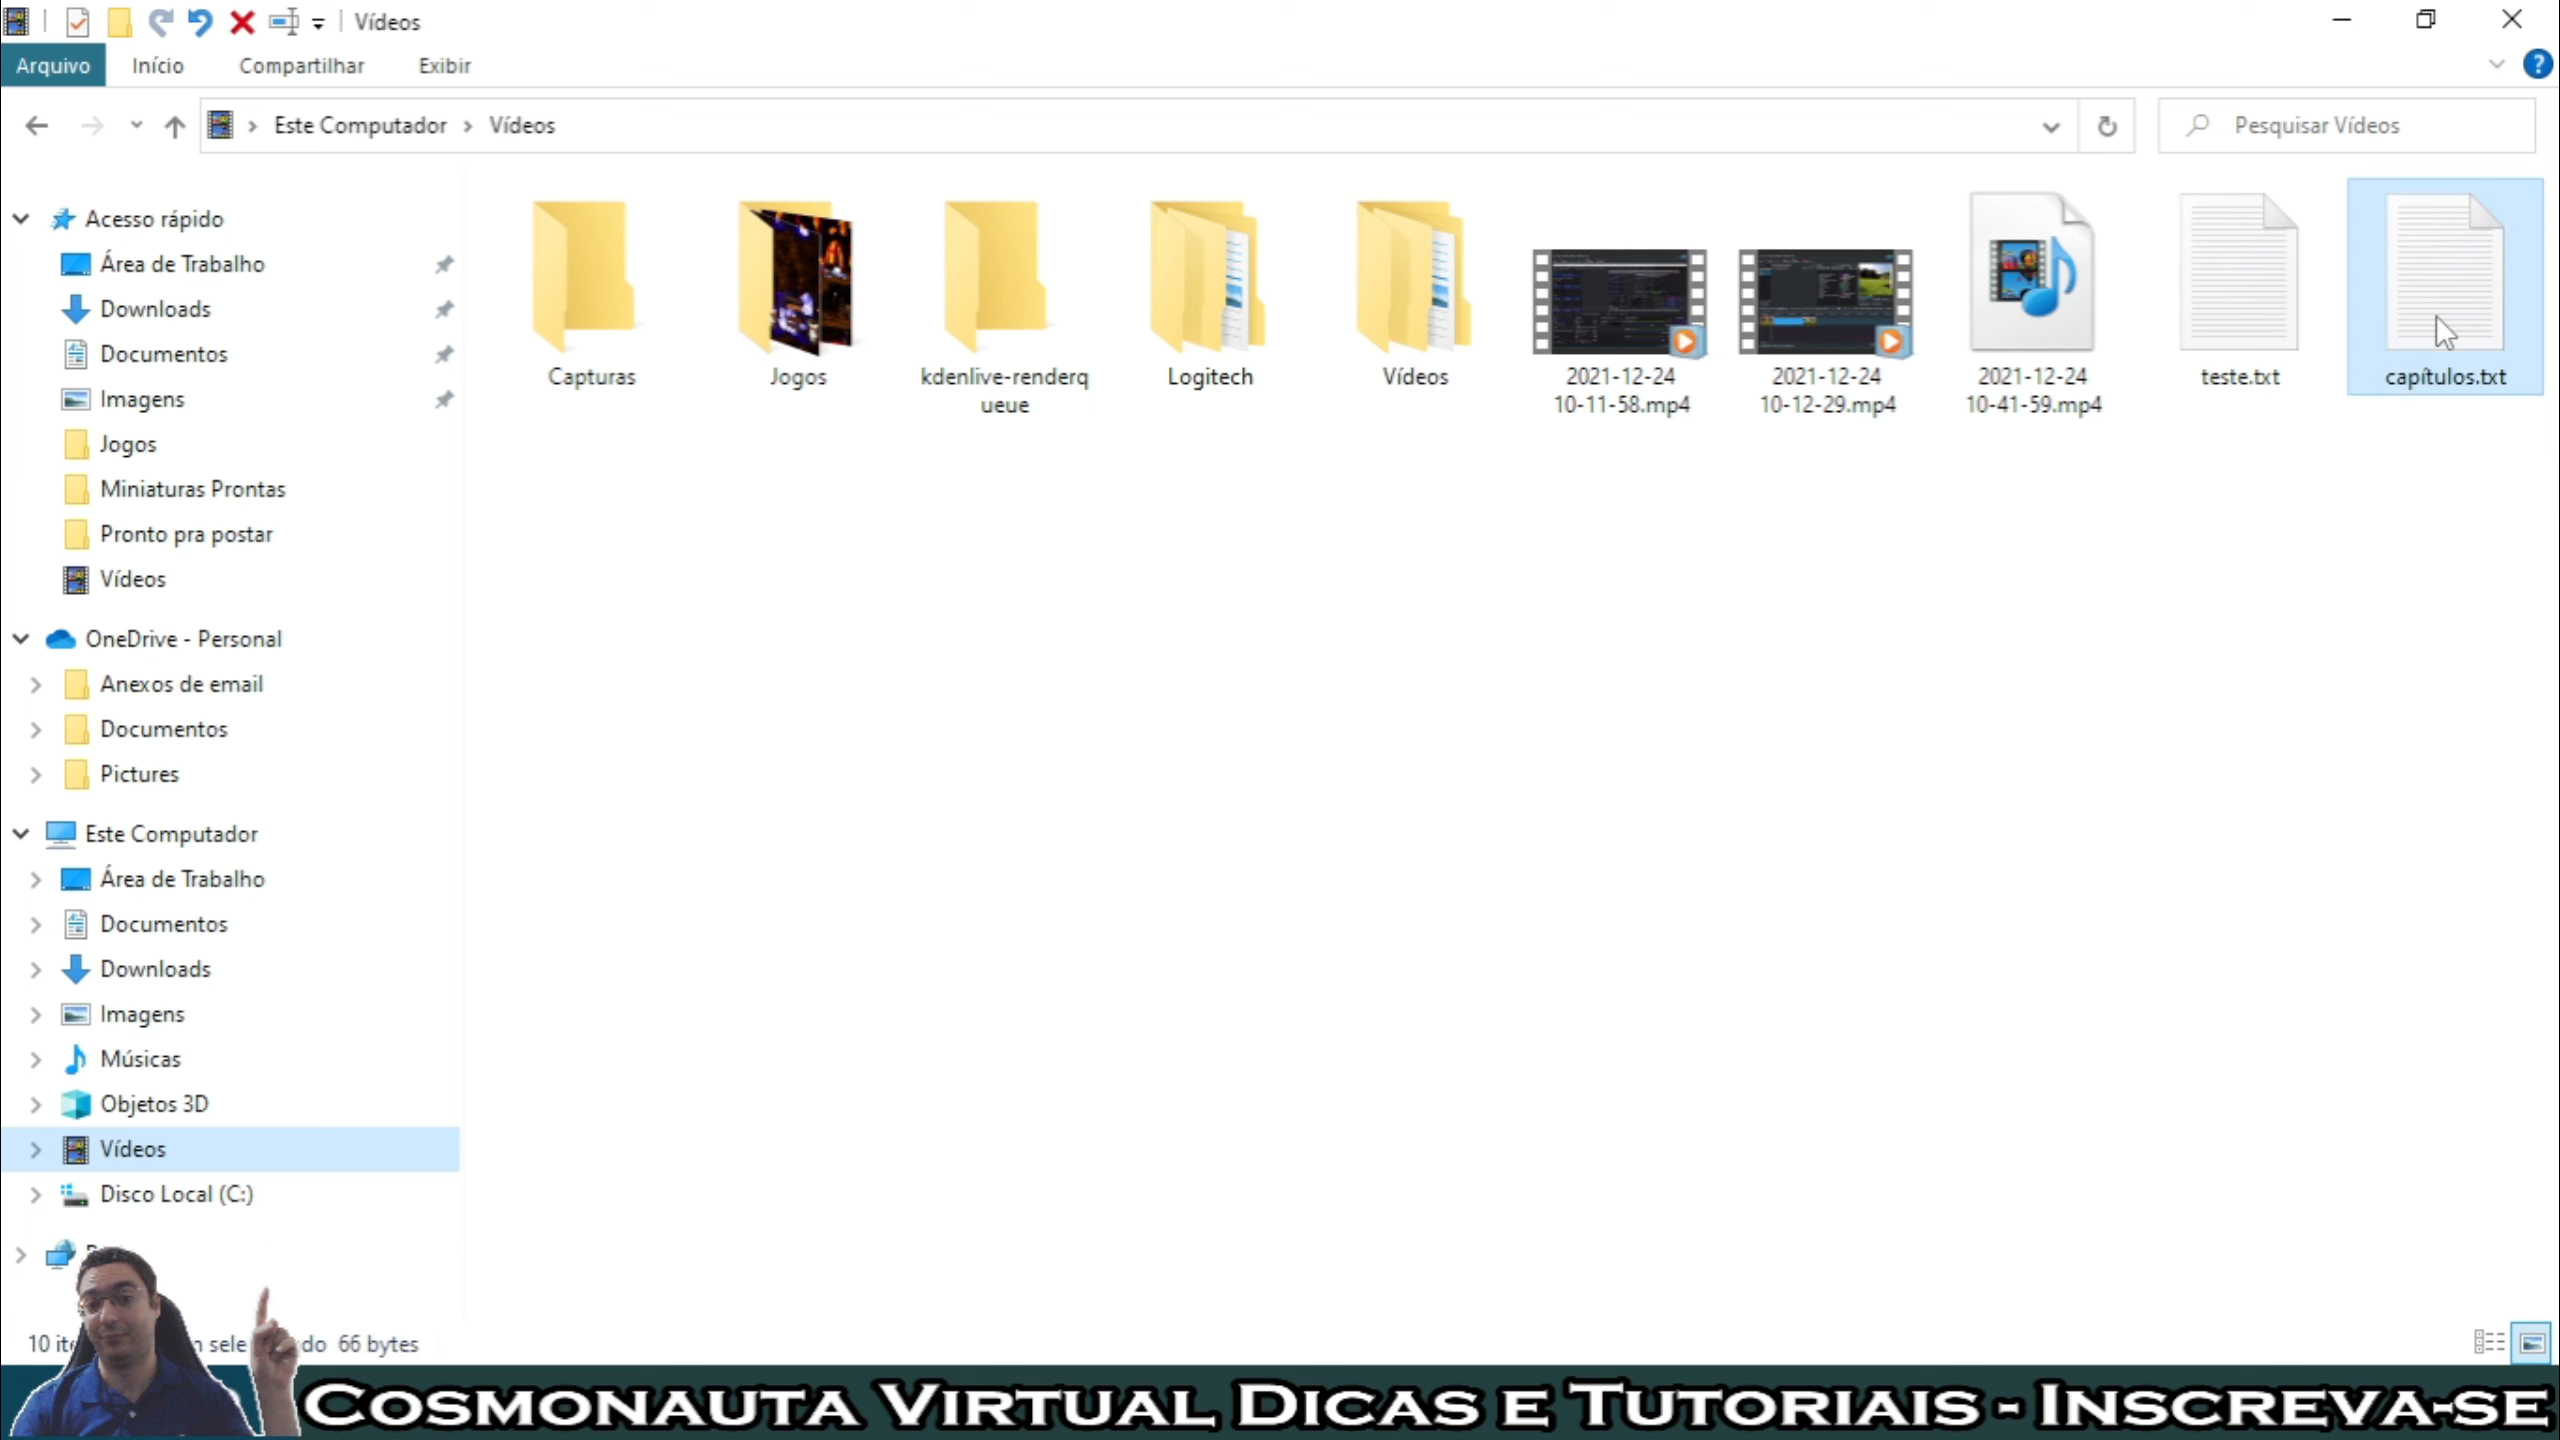 Vídeos
Arquivo Início Compartilhar Exibir
Este Computador Vídeos
Pesquisar Vídeos
Acesso rápido
Área de Trabalho
Downloads
Documentos
Imagens
Jogos
Miniaturas Prontas
Pronto pra postar
Vídeos
OneDrive - Personal
Anexos de email
Documentos
Pictures
Este Computador
Área de Trabalho
Documentos
Downloads
Imagens
Músicas
Objetos 3D
Vídeos
Disco Local (C:)
Capturas
Jogos
kdenlive-renderq
ueue
Logitech
Vídeos
2021-12-24
10-11-58.mp4
2021-12-24
10-12-29.mp4
2021-12-24
10-41-59.mp4
teste.txt
capítulos.txt
10 66 bytes
Cosmonauta Virtual Dicas e Tutoriais - Inscreva-se